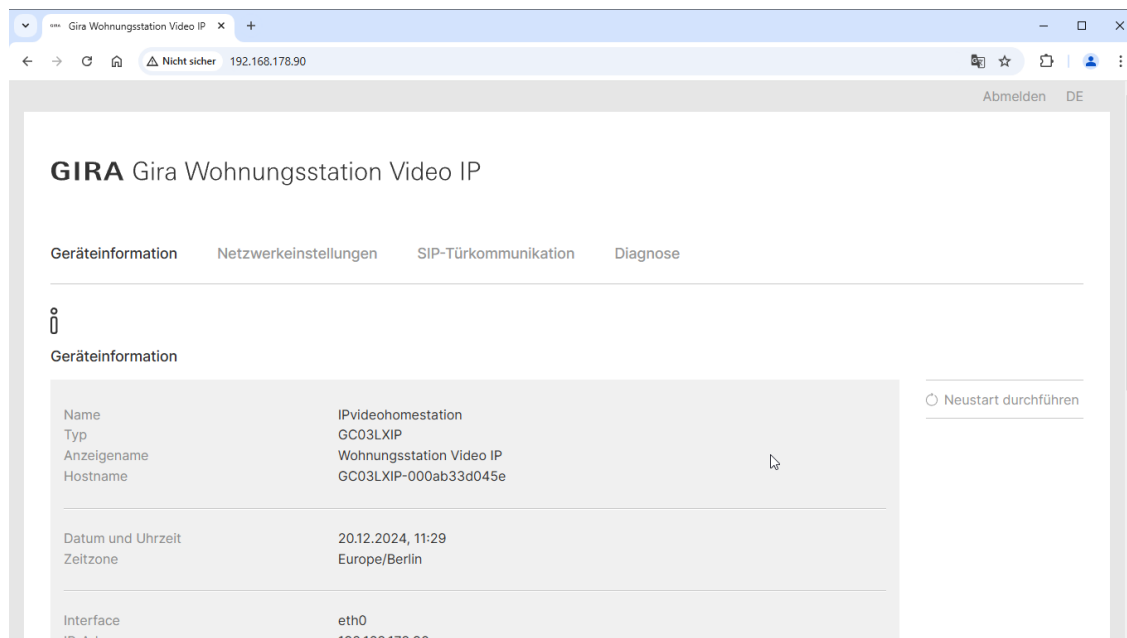 Gira Wohnungsstation Video IP
Nicht sicher 192.168.178.90
Abmelden DE
GIRA Gira Wohnungsstation Video IP
Geräteinformation Netzwerkeinstellungen SIP-Türkommunikation Diagnose
Geräteinformation
Neustart durchführen
Name IPvideohomestation
Typ GC03LXIP
Anzeigename Wohnungsstation Video IP
Hostname GC03LXIP-000ab33d045e
Datum und Uhrzeit 20.12.2024, 11:29
Zeitzone Europe/Berlin
Interface eth0